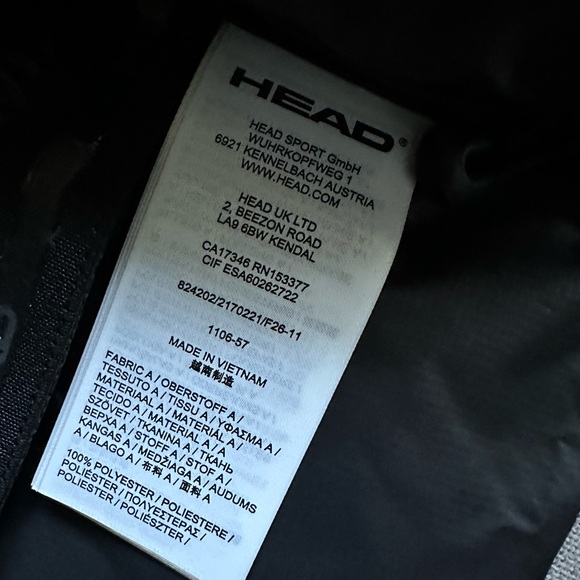 HEAD®
HEAD SPORT GmbH
WUHRKOPFWEG 1
6921 KENNELBACH AUSTRIA
WWW.HEAD.COM
HEAD UK LTD
2, BEEZON ROAD
LA9 6BW KENDAL
CA17346 RN153377
CIF ESA60262722
824202/2170221/F26-11
1106-57
MADE IN VIETNAM
越南制造
FABRIC A / OBERSTOFF A /
TESSUTO A / TISSU A / ΥΦΑΣΜΑ A /
MATERIAAL A / MATERIAL A /
TECIDO A / MATERIAL A / A
SZÖVET / TKANINA A / ТКАНЬ
ВЕРХА A / STOFF A / STOF A /
KANGAS A / MEDŽIAGA A / AUDUMS
A / BLAGO A / 布料 A / 面料 A
100% POLYESTER / POLIESTERE /
POLIÉSTER / ΠΟΛΥΕΣΤΕΡΑΣ /
POLIESTER / POLIÉSZTER /